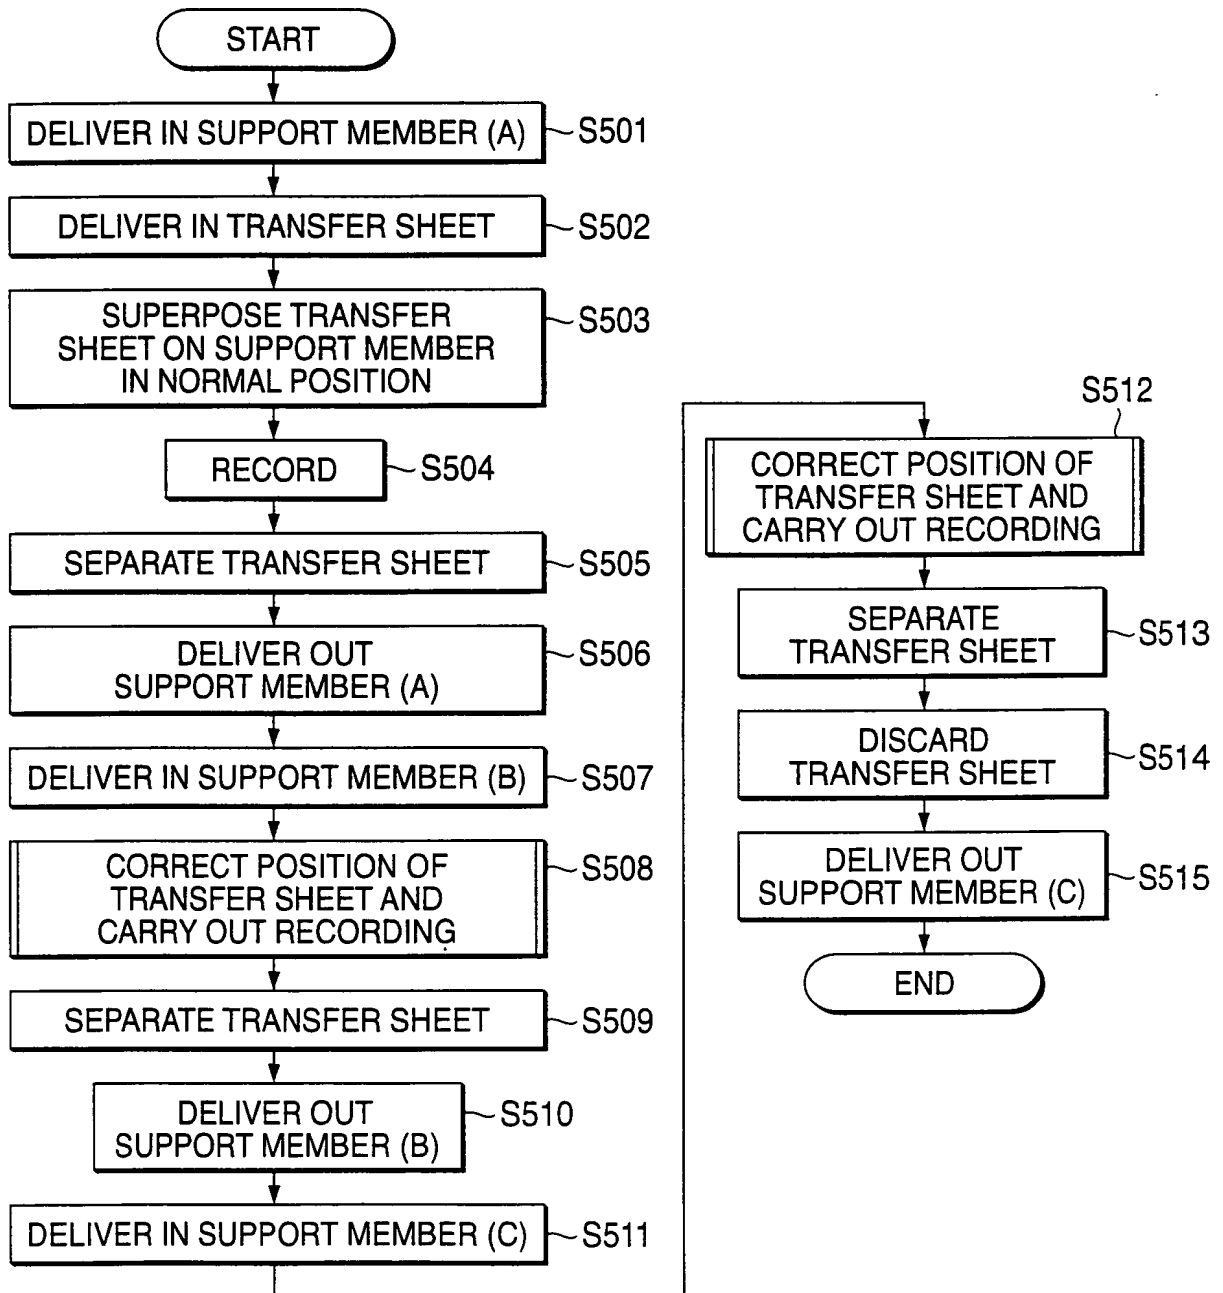 START
DELIVER IN SUPPORT MEMBER (A)
S501
DELIVER IN TRANSFER SHEET
S502
SUPERPOSE TRANSFER
SHEET ON SUPPORT MEMBER
IN NORMAL POSITION
S503
RECORD
S504
SEPARATE TRANSFER SHEET
S505
DELIVER OUT
SUPPORT MEMBER (A)
S506
DELIVER IN SUPPORT MEMBER (B)
S507
CORRECT POSITION OF
TRANSFER SHEET AND
CARRY OUT RECORDING
S508
SEPARATE TRANSFER SHEET
S509
DELIVER OUT
SUPPORT MEMBER (B)
S510
DELIVER IN SUPPORT MEMBER (C)
S511
S512
CORRECT POSITION OF
TRANSFER SHEET AND
CARRY OUT RECORDING
SEPARATE
TRANSFER SHEET
S513
DISCARD
TRANSFER SHEET
S514
DELIVER OUT
SUPPORT MEMBER (C)
S515
END